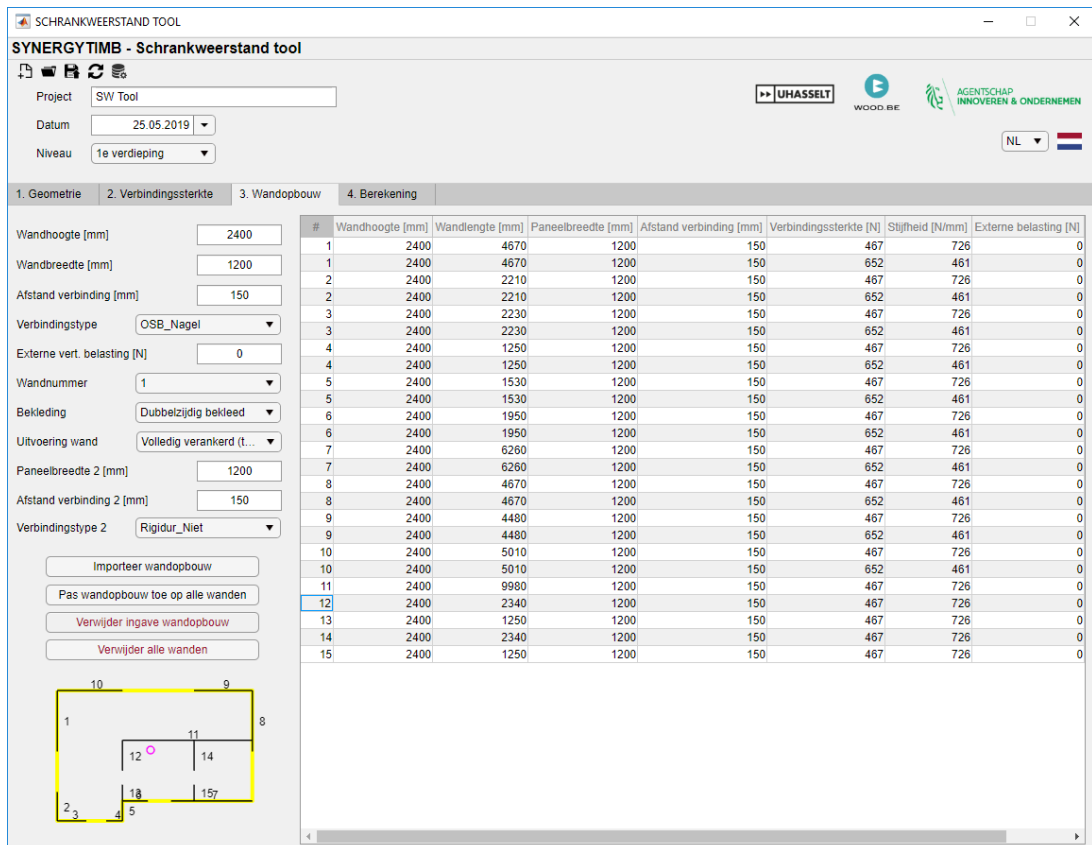 SCHRANKWEERSTAND TOOL
SYNERGYTIMB - Schrankweerstand tool
Project SW Tool
UHASSELT
WOOD.BE
AGENTSCHAP
INNOVEREN & ONDERNEMEN
Datum 25.05.2019
Niveau 1e verdieping
NL
1. Geometrie 2. Verbindingssterkte 3. Wandopbouw 4. Berekening
Wandhoogte [mm] 2400
Wandbreedte [mm] 1200
Afstand verbinding [mm] 150
Verbindingstype OSB_Nagel
Externe vert. belasting [N] 0
Wandnummer 1
Bekleding Dubbelzijdig bekleed
Uitvoering wand Volledig verankerd (t...
Paneelbreedte 2 [mm] 1200
Afstand verbinding 2 [mm] 150
Verbindingstype 2 Rigidur_Niet
Importeer wandopbouw
Pas wandopbouw toe op alle wanden
Verwijder ingave wandopbouw
Verwijder alle wanden
10 9
1 8
11
12 14
13 6 15 7
2 3 4 5
# Wandhoogte [mm] Wandlengte [mm] Paneelbreedte [mm] Afstand verbinding [mm] Verbindingssterkte [N] Stijfheid [N/mm] Externe belasting [N]
1 2400 4670 1200 150 467 726 0
1 2400 4670 1200 150 652 461 0
2 2400 2210 1200 150 467 726 0
2 2400 2210 1200 150 652 461 0
3 2400 2230 1200 150 467 726 0
3 2400 2230 1200 150 652 461 0
4 2400 1250 1200 150 467 726 0
4 2400 1250 1200 150 652 461 0
5 2400 1530 1200 150 467 726 0
5 2400 1530 1200 150 652 461 0
6 2400 1950 1200 150 467 726 0
6 2400 1950 1200 150 652 461 0
7 2400 6260 1200 150 467 726 0
7 2400 6260 1200 150 652 461 0
8 2400 4670 1200 150 467 726 0
8 2400 4670 1200 150 652 461 0
9 2400 4480 1200 150 467 726 0
9 2400 4480 1200 150 652 461 0
10 2400 5010 1200 150 467 726 0
10 2400 5010 1200 150 652 461 0
11 2400 9980 1200 150 467 726 0
12 2400 2340 1200 150 467 726 0
13 2400 1250 1200 150 467 726 0
14 2400 2340 1200 150 467 726 0
15 2400 1250 1200 150 467 726 0